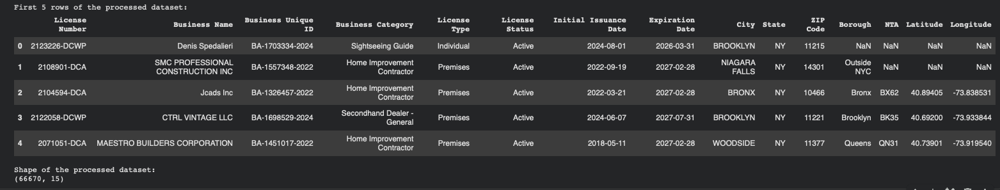 First 5 rows of the processed dataset:
License Number Business Name Business Unique ID Business Category License Type License Status Initial Issuance Date Expiration Date City State ZIP Code Borough NTA Latitude Longitude
0 2123226-DCWP Denis Spedalieri BA-1703334-2024 Sightseeing Guide Individual Active 2024-08-01 2026-03-31 BROOKLYN NY 11215 NaN NaN NaN NaN
1 2108901-DCA SMC PROFESSIONAL CONSTRUCTION INC BA-1557348-2022 Home Improvement Contractor Premises Active 2022-09-19 2027-02-28 NIAGARA FALLS NY 14301 Outside NYC NaN NaN NaN
2 2104594-DCA Jcads Inc BA-1326457-2022 Home Improvement Contractor Premises Active 2022-03-21 2027-02-28 BRONX NY 10466 Bronx BX62 40.89405 -73.838531
3 2122058-DCWP CTRL VINTAGE LLC BA-1698529-2024 Secondhand Dealer - General Premises Active 2024-06-07 2027-07-31 BROOKLYN NY 11221 Brooklyn BK35 40.69200 -73.933844
4 2071051-DCA MAESTRO BUILDERS CORPORATION BA-1451017-2022 Home Improvement Contractor Premises Active 2018-05-11 2027-02-28 WOODSIDE NY 11377 Queens QN31 40.73901 -73.919540
Shape of the processed dataset:
(66670, 15)